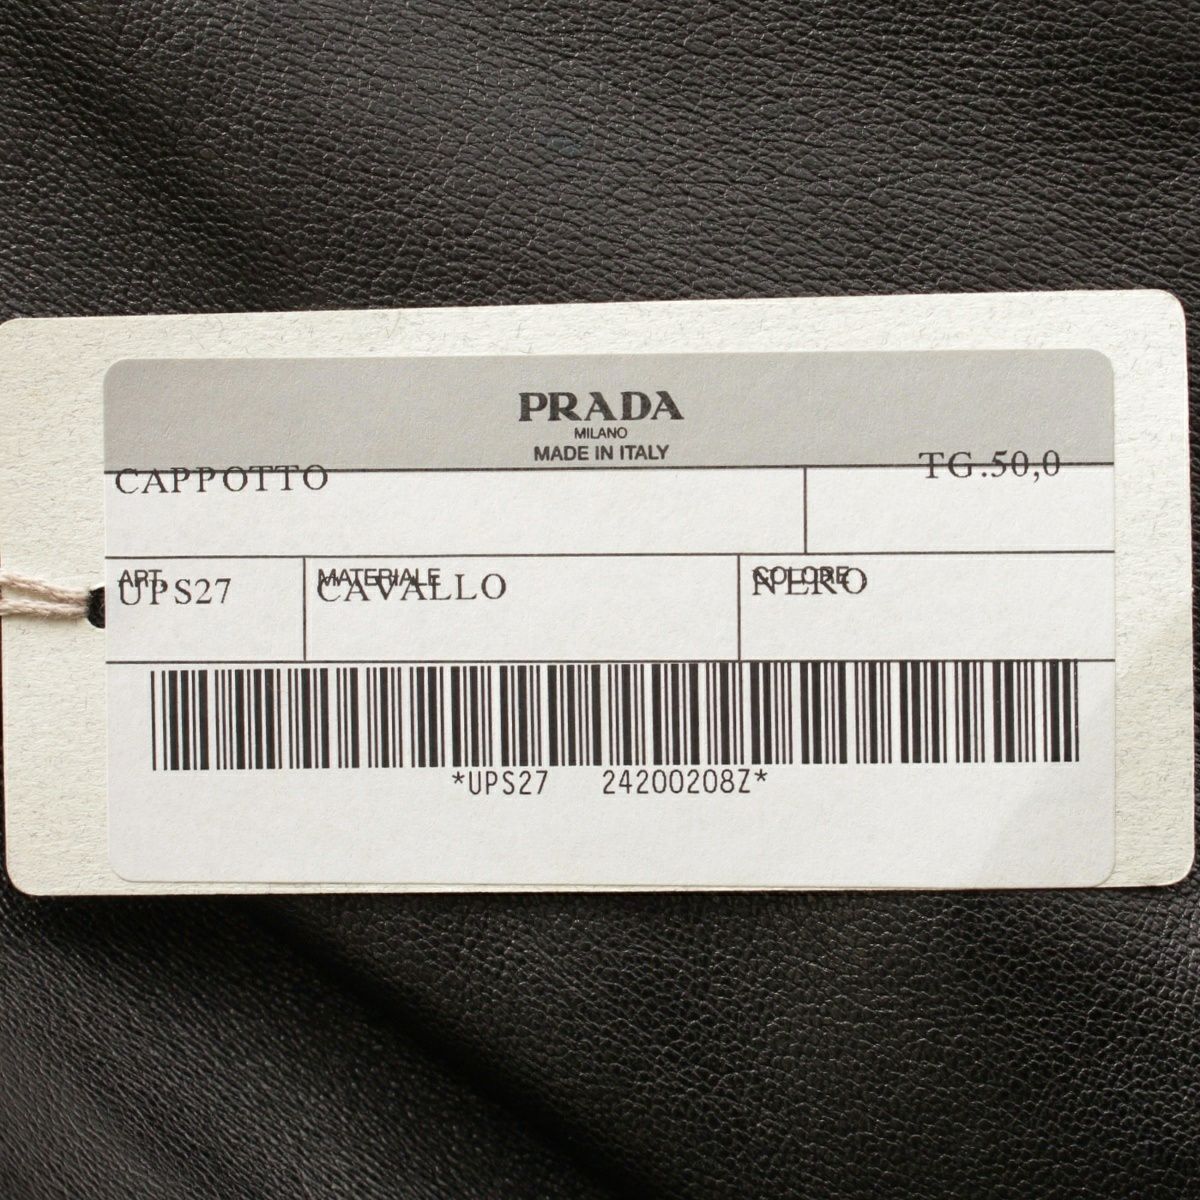 PRADA
MILANO
MADE IN ITALY
CAPPOTTO TG.50,0
ART. MATERIALE COLORE
UPS27 CAVALLO NERO
*UPS27 24200208Z*